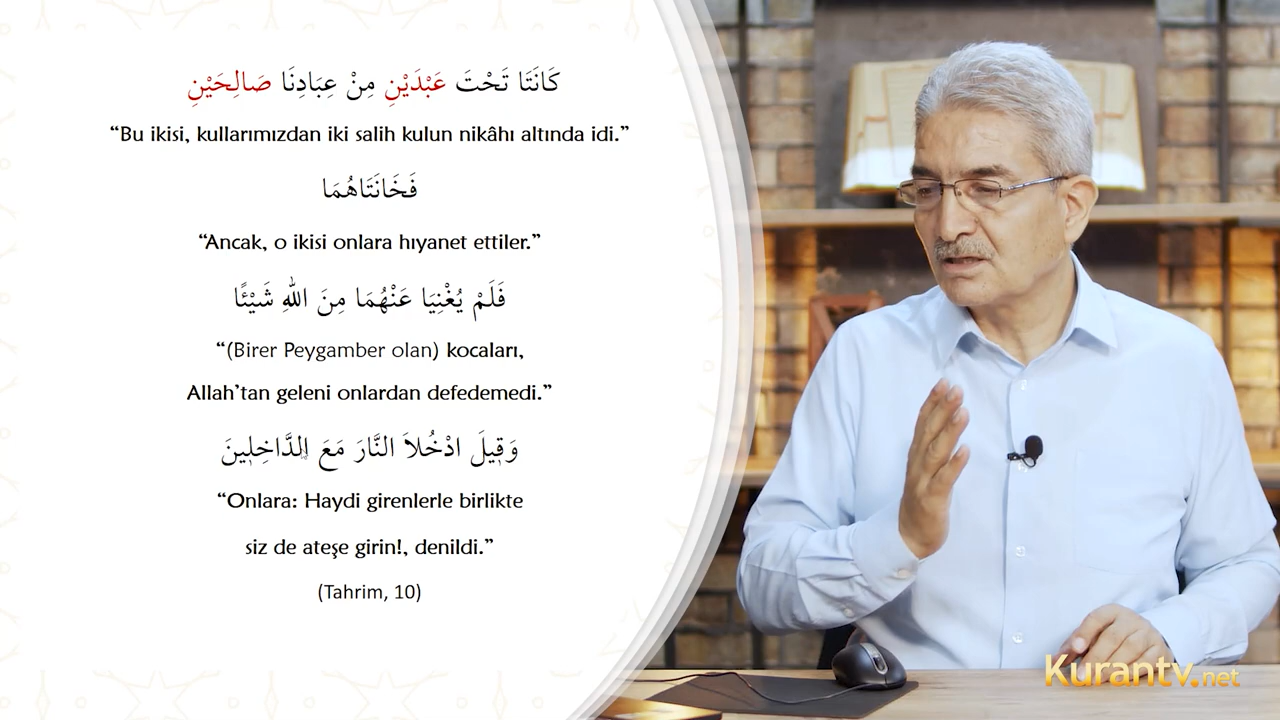 كَانَتَا تَحْتَ عَبْدَيْنِ مِنْ عِبَادِنَا صَالِحَيْنِ
“Bu ikisi, kullarımızdan iki salih kulun nikâhı altında idi.”
فَخَانَتَاهُمَا
“Ancak, o ikisi onlara hıyanet ettiler.”
فَلَمْ يُغْنِيَا عَنْهُمَا مِنَ اللهِ شَيْئًا
“(Birer Peygamber olan) kocaları,
Allah’tan geleni onlardan defedemedi.”
وَقِيلَ ادْخُلاَ النَّارَ مَعَ الدَّاخِلِينَ
“Onlara: Haydi girenlerle birlikte
siz de ateşe girin!, denildi.”
(Tahrim, 10)
Kurantv.net